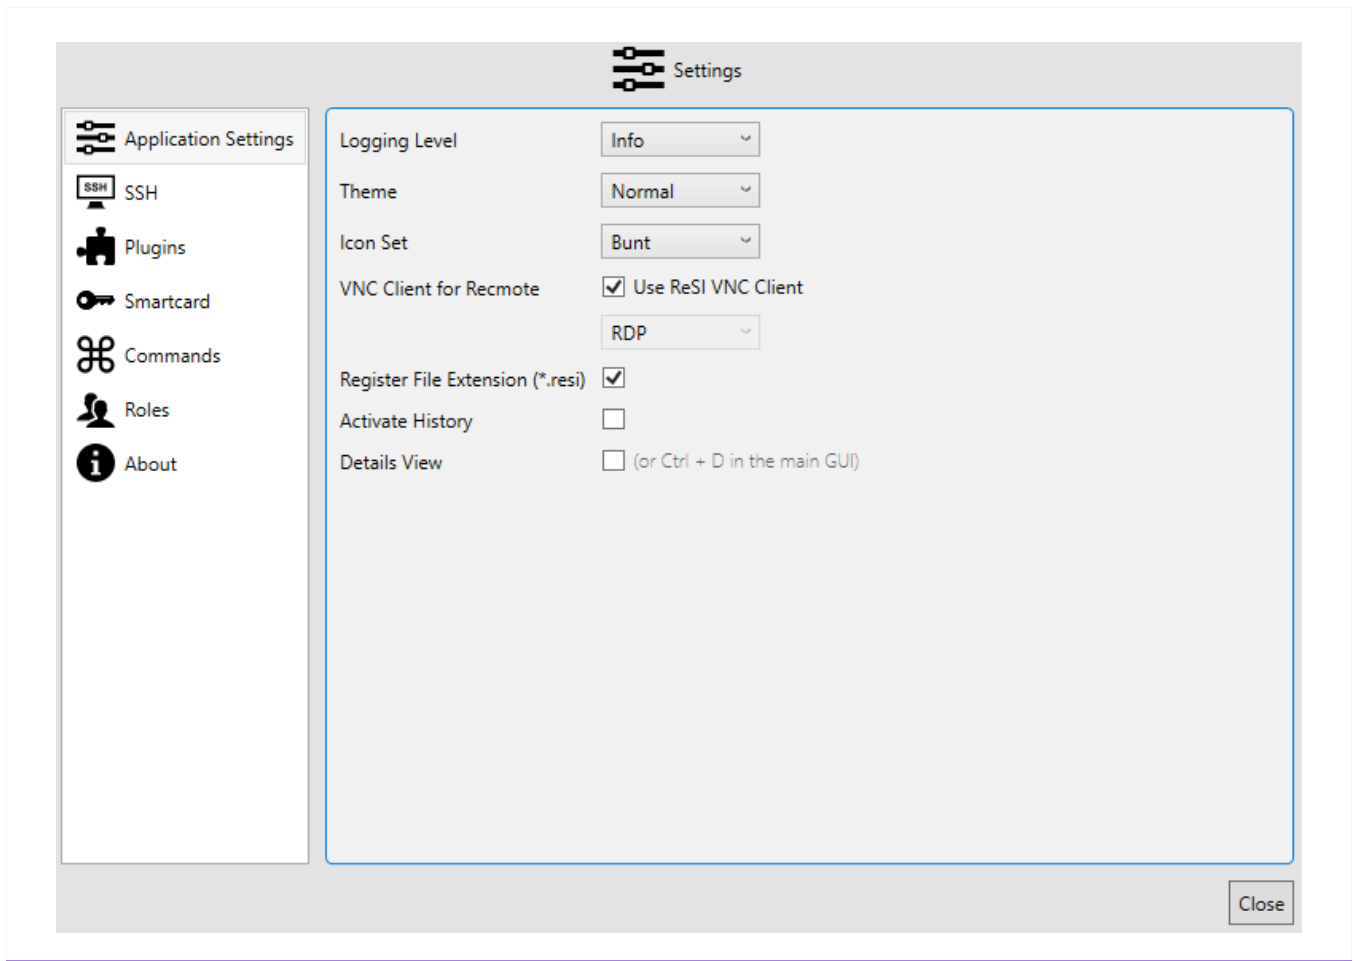 Settings
Application Settings
SSH
SSH
Plugins
Smartcard
Commands
Roles
About
Logging Level
Info
Theme
Normal
Icon Set
Bunt
VNC Client for Recmote
Use ReSI VNC Client
RDP
Register File Extension (*.resi)
Activate History
Details View
(or Ctrl + D in the main GUI)
Close